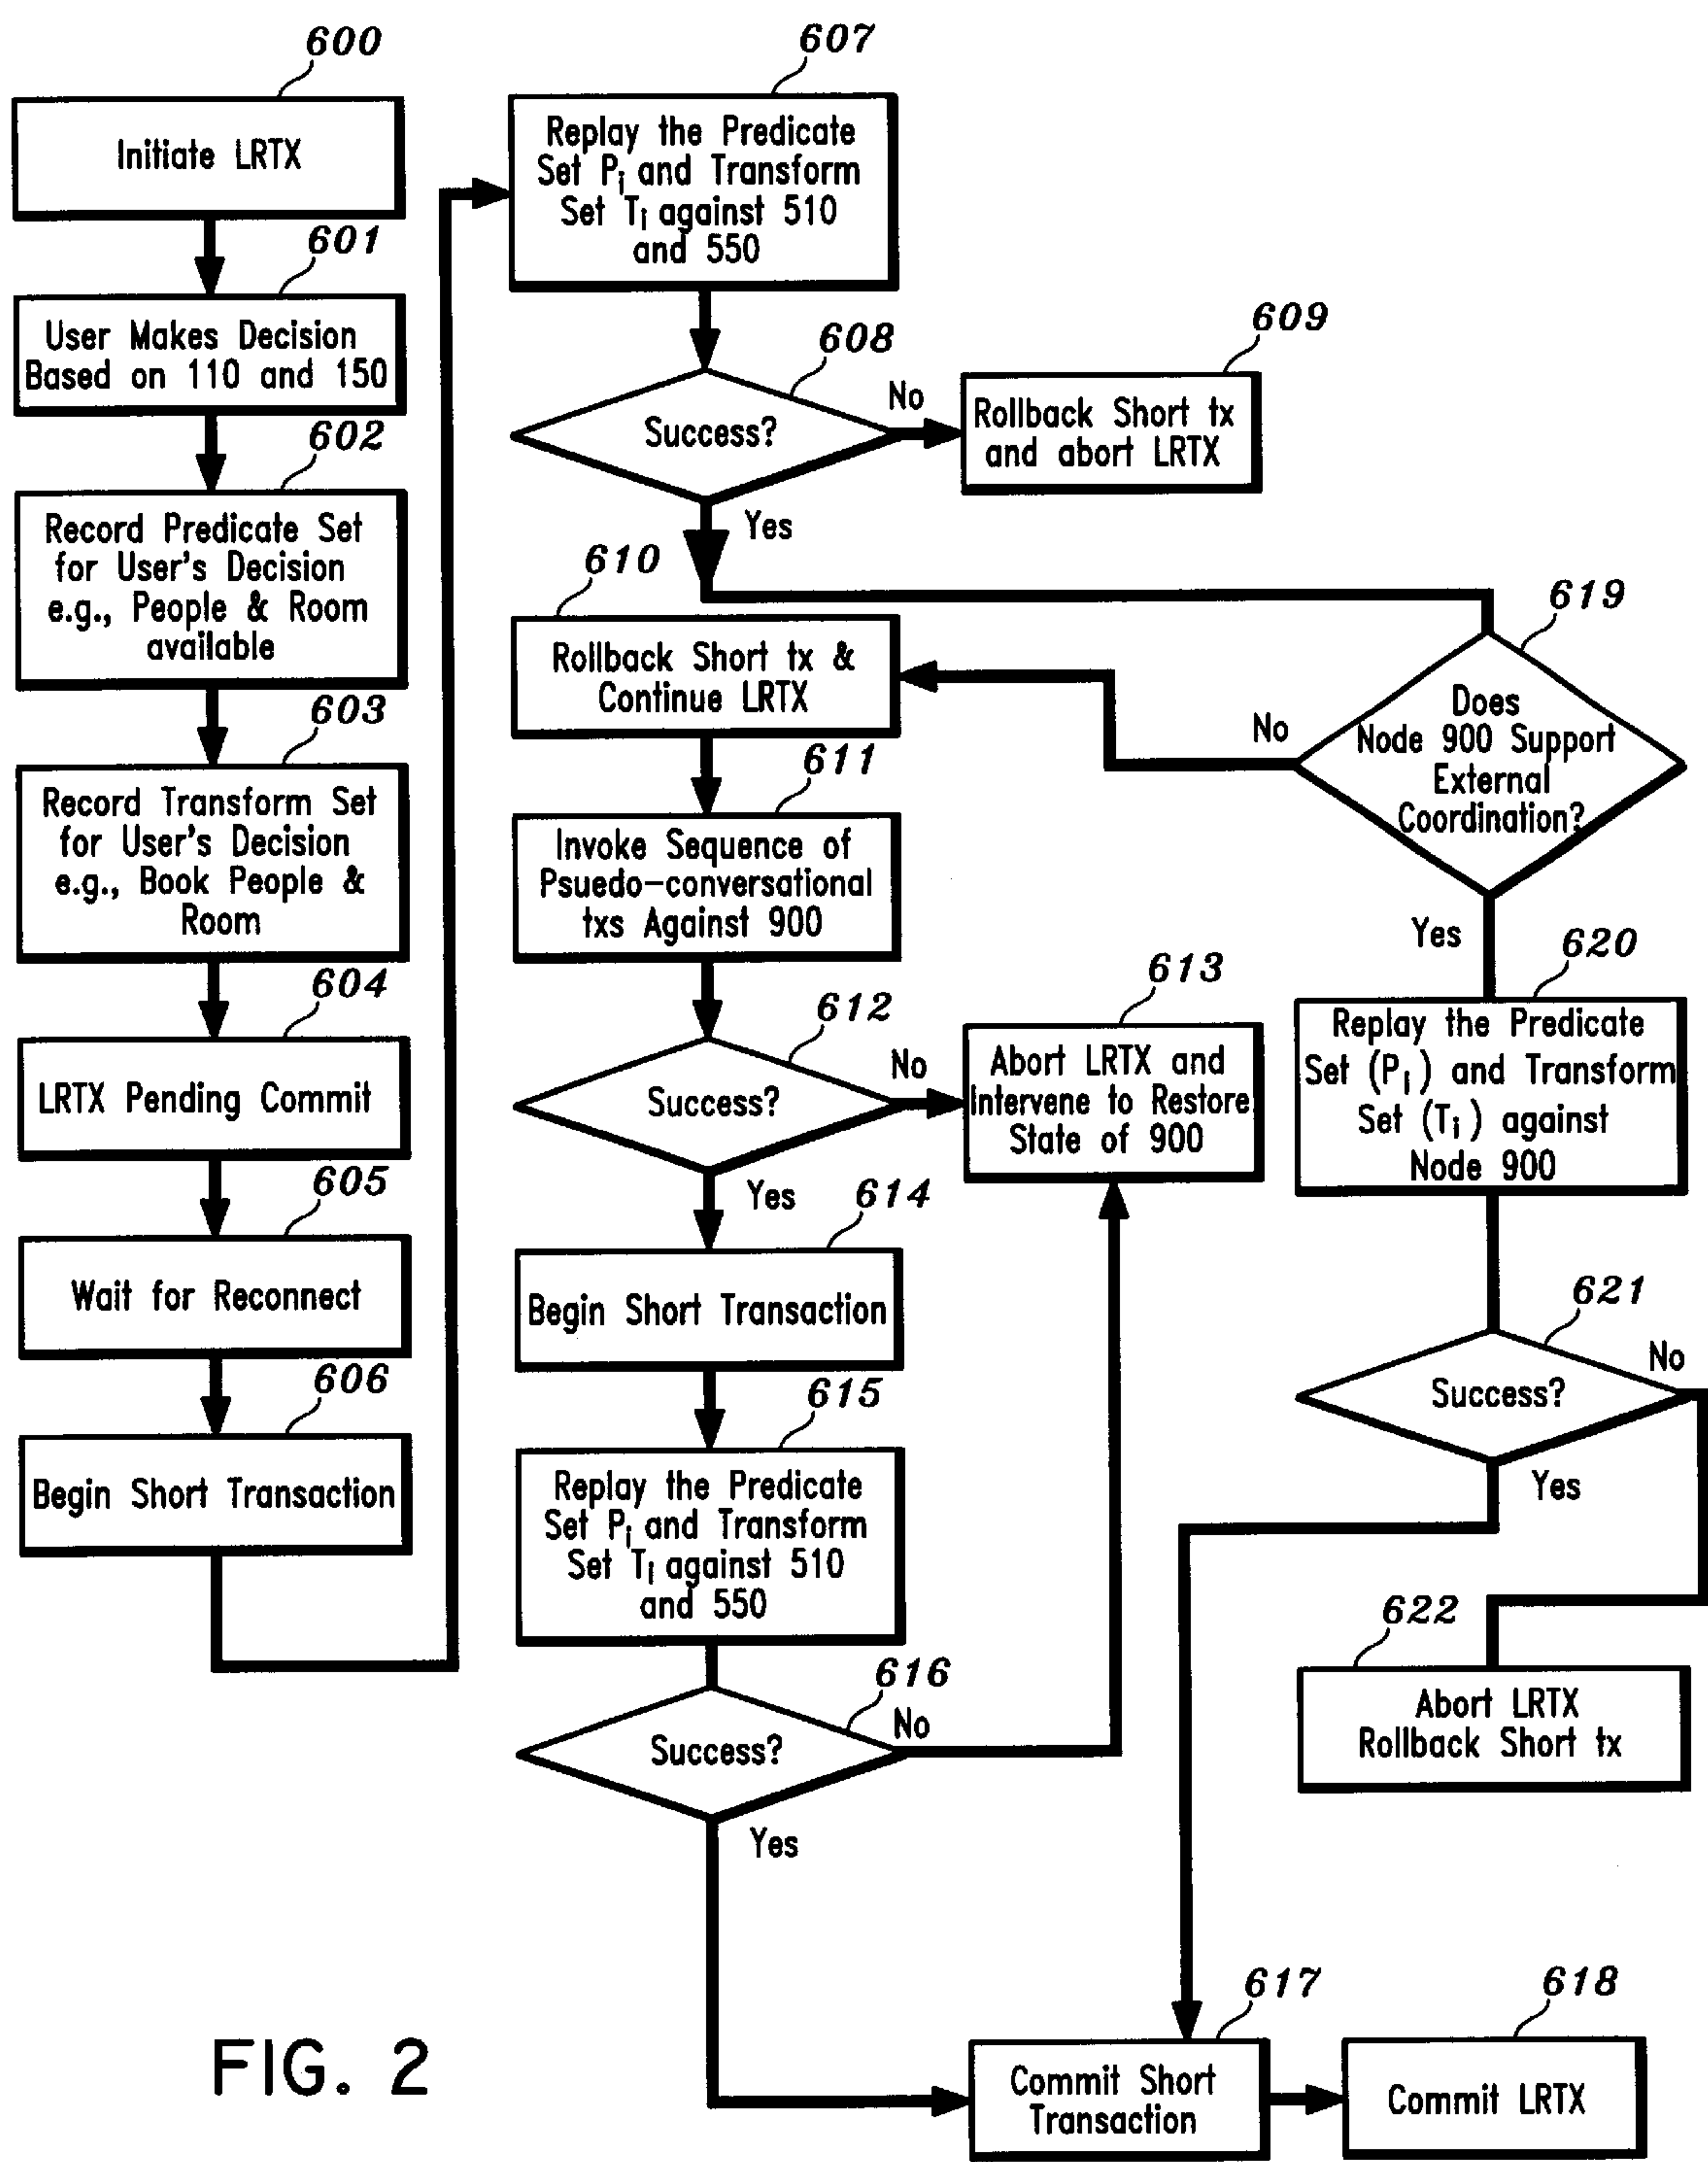 600
Initiate LRTX
601
User Makes Decision
Based on 110 and 150
602
Record Predicate Set
for User's Decision
e.g., People & Room
available
603
Record Transform Set
for User's Decision
e.g., Book People &
Room
604
LRTX Pending Commit
605
Wait for Reconnect
606
Begin Short Transaction
607
Replay the Predicate
Set Pi and Transform
Set Ti against 510
and 550
608
Success?
No
Yes
609
Rollback Short tx
and abort LRTX
610
Rollback Short tx &
Continue LRTX
611
Invoke Sequence of
Psuedo-conversational
txs Against 900
612
Success?
No
Yes
613
Abort LRTX and
Intervene to Restore
State of 900
614
Begin Short Transaction
615
Replay the Predicate
Set Pi and Transform
Set Ti against 510
and 550
616
Success?
No
Yes
619
Does
Node 900 Support
External
Coordination?
No
Yes
620
Replay the Predicate
Set (Pi) and Transform
Set (Ti) against
Node 900
621
Success?
No
Yes
622
Abort LRTX
Rollback Short tx
617
Commit Short
Transaction
618
Commit LRTX
FIG. 2